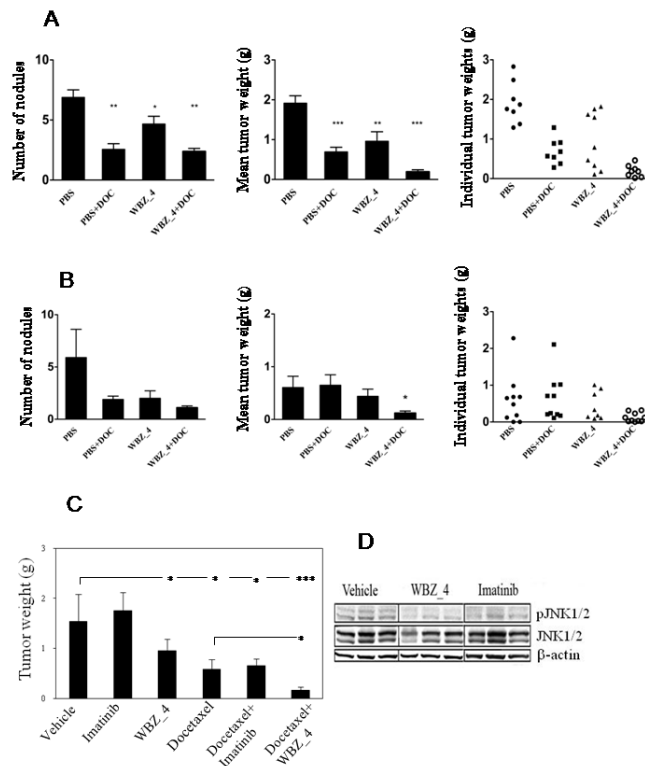 A
Number of nodules
10
5
0
**
*
**
PBS
PBS+DOC
WBZ_4
WBZ_4+DOC
Mean tumor weight (g)
3
2
1
0
***
**
***
PBS
PBS+DOC
WBZ_4
WBZ_4+DOC
Individual tumor weights (g)
3
2
1
0
PBS
PBS+DOC
WBZ_4
WBZ_4+DOC
B
Number of nodules
10
5
0
PBS
PBS+DOC
WBZ_4
WBZ_4+DOC
Mean tumor weight (g)
2
1
0
*
PBS
PBS+DOC
WBZ_4
WBZ_4+DOC
Individual tumor weights (g)
3
2
1
0
PBS
PBS+DOC
WBZ_4
WBZ_4+DOC
C
Tumor weight (g)
3
2
1
0
*
*
*
***
*
Vehicle
Imatinib
WBZ_4
Docetaxel
Docetaxel+
Imatinib
Docetaxel+
WBZ_4
D
Vehicle
WBZ_4
Imatinib
pJNK1/2
JNK1/2
β-actin